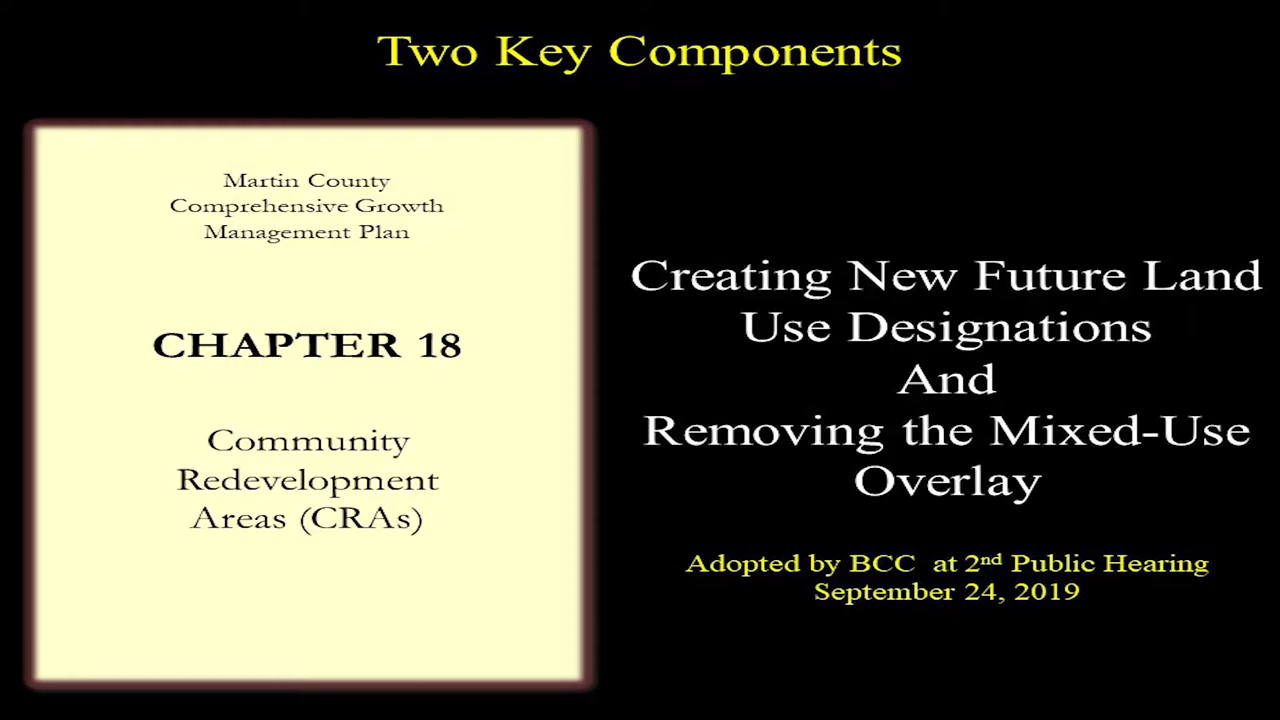 Two Key Components
Martin County
Comprehensive Growth
Management Plan
CHAPTER 18
Community
Redevelopment
Areas (CRAs)
Creating New Future Land
Use Designations
And
Removing the Mixed-Use
Overlay
Adopted by BCC at 2nd Public Hearing
September 24, 2019